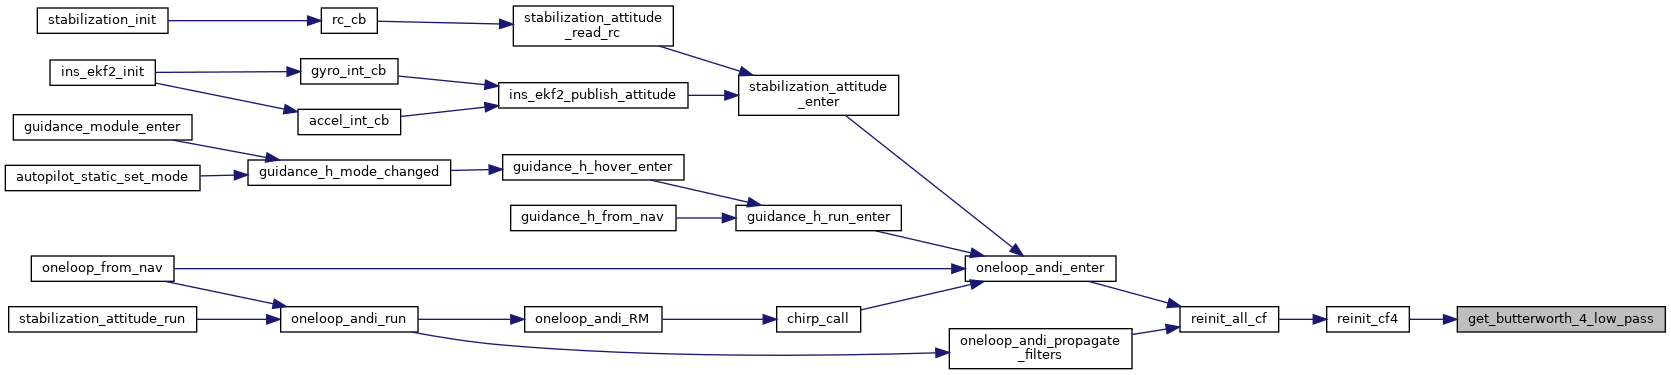 stabilization_init
rc_cb
stabilization_attitude
_read_rc
ins_ekf2_init
gyro_int_cb
accel_int_cb
ins_ekf2_publish_attitude
stabilization_attitude
_enter
guidance_module_enter
autopilot_static_set_mode
guidance_h_mode_changed
guidance_h_hover_enter
guidance_h_from_nav
guidance_h_run_enter
oneloop_from_nav
oneloop_andi_enter
stabilization_attitude_run
oneloop_andi_run
oneloop_andi_RM
chirp_call
oneloop_andi_propagate
_filters
reinit_all_cf
reinit_cf4
get_butterworth_4_low_pass